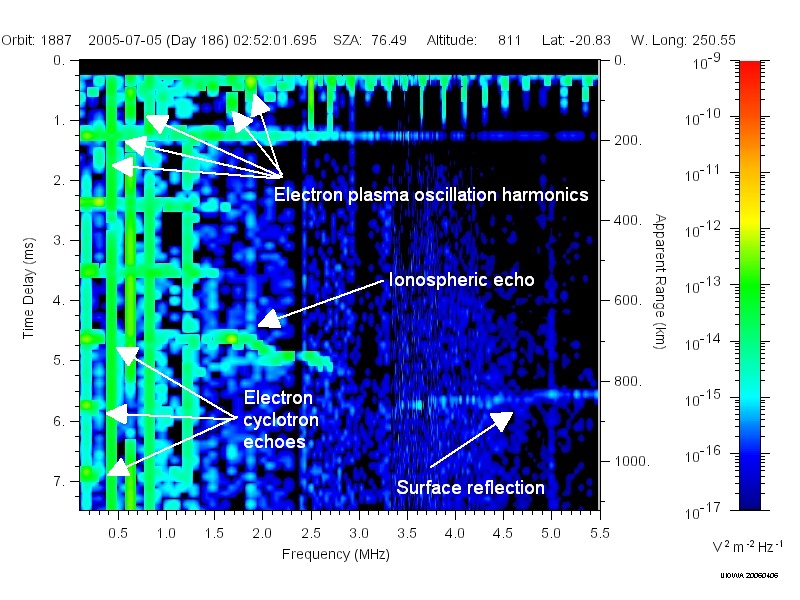 Orbit: 1887 2005-07-05 (Day 186) 02:52:01.695 SZA: 76.49 Altitude: 811 Lat: -20.83 W. Long: 250.55
0.
1.
2.
3.
4.
5.
6.
7.
Time Delay (ms)
Electron plasma oscillation harmonics
Ionospheric echo
Electron
cyclotron
echoes
Surface reflection
0.5 1.0 1.5 2.0 2.5 3.0 3.5 4.0 4.5 5.0 5.5
Frequency (MHz)
0.
200.
400.
600.
800.
1000.
Apparent Range (km)
10-9
10-10
10-11
10-12
10-13
10-14
10-15
10-16
10-17
V 2 m -2 Hz -1
UIOWA 20060406